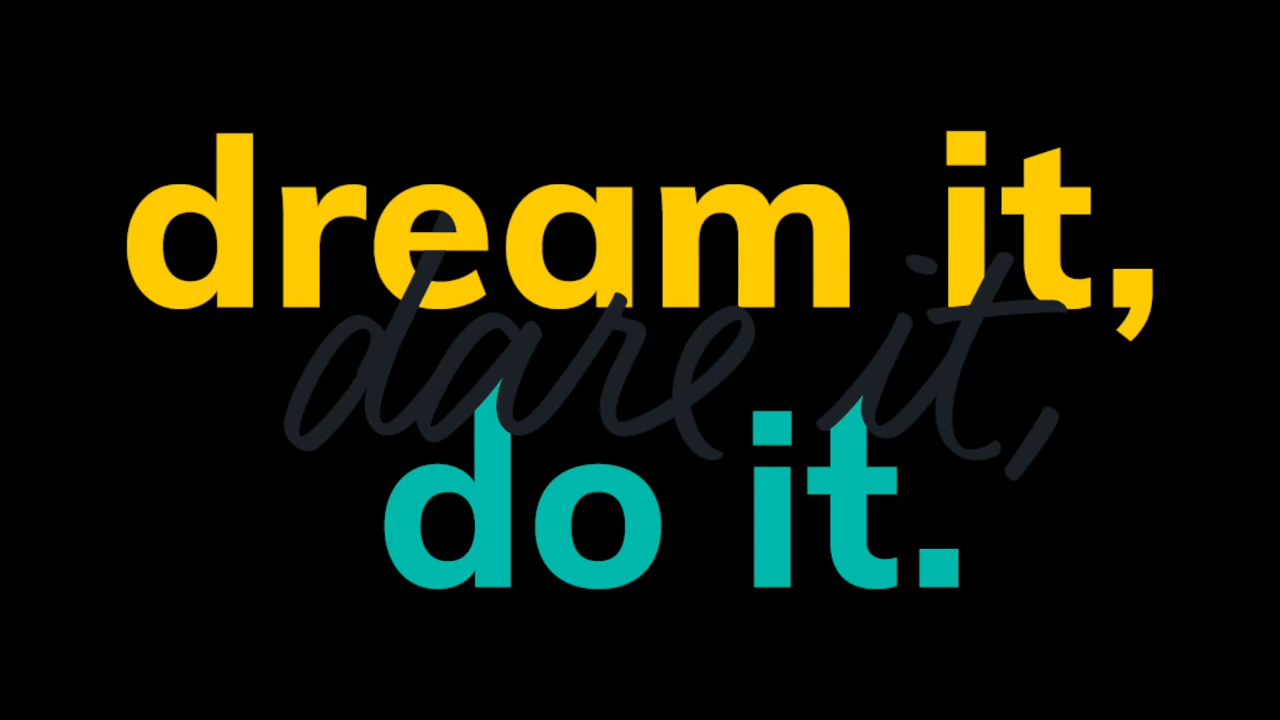 dream it,
dare it,
do it.